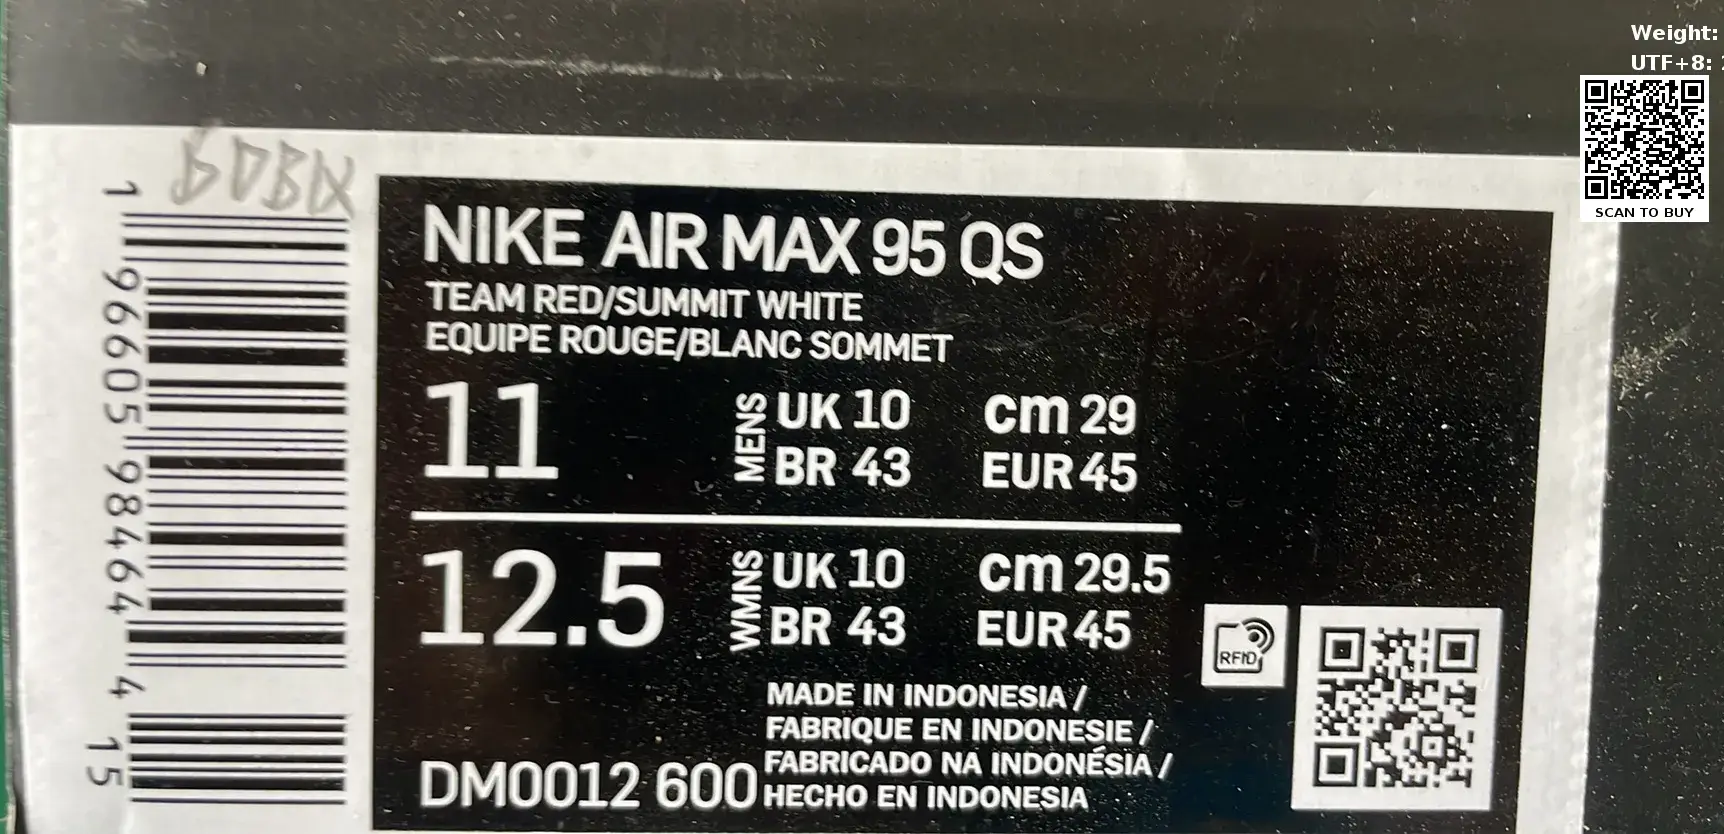 Weight:
UTF+8:
SCAN TO BUY
1 96605 98464 4 15
NIKE AIR MAX 95 QS
TEAM RED/SUMMIT WHITE
EQUIPE ROUGE/BLANC SOMMET
11 MENS UK 10 cm 29
BR 43 EUR 45
12.5 WMNS UK 10 cm 29.5
BR 43 EUR 45
RFID
MADE IN INDONESIA /
FABRIQUE EN INDONESIE /
FABRICADO NA INDONÉSIA /
HECHO EN INDONESIA
DM0012 600